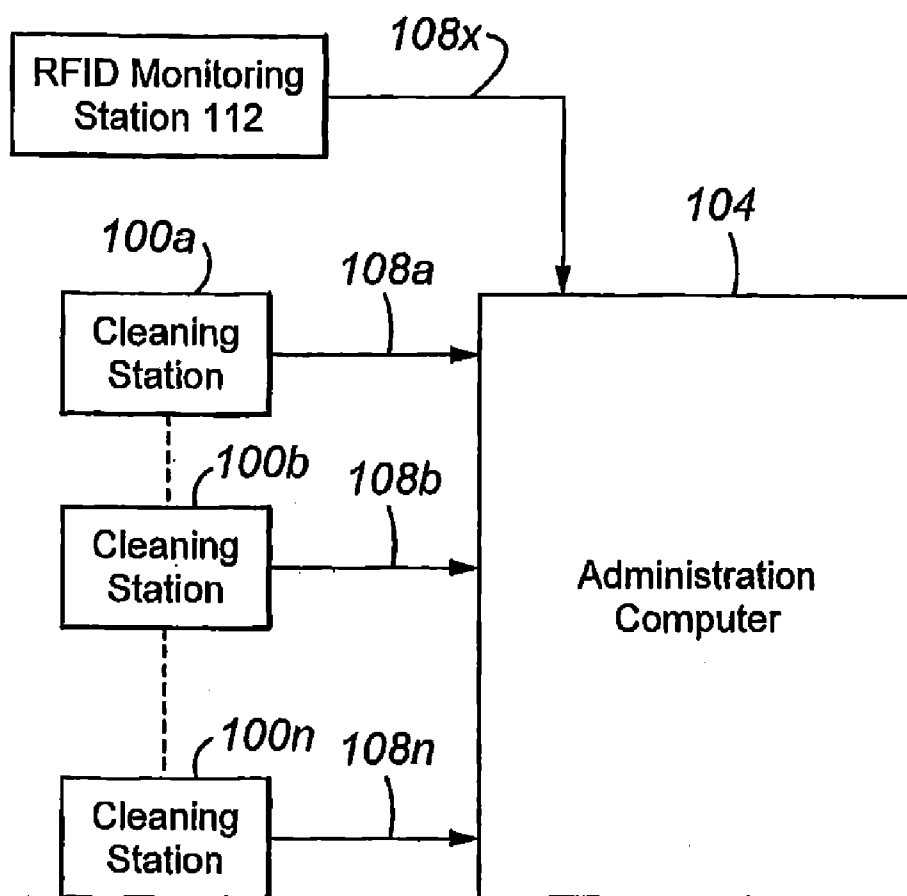 108x
RFID Monitoring
Station 112
104
100a
108a
Cleaning
Station
100b
108b
Cleaning
Station
Administration
Computer
100n
108n
Cleaning
Station